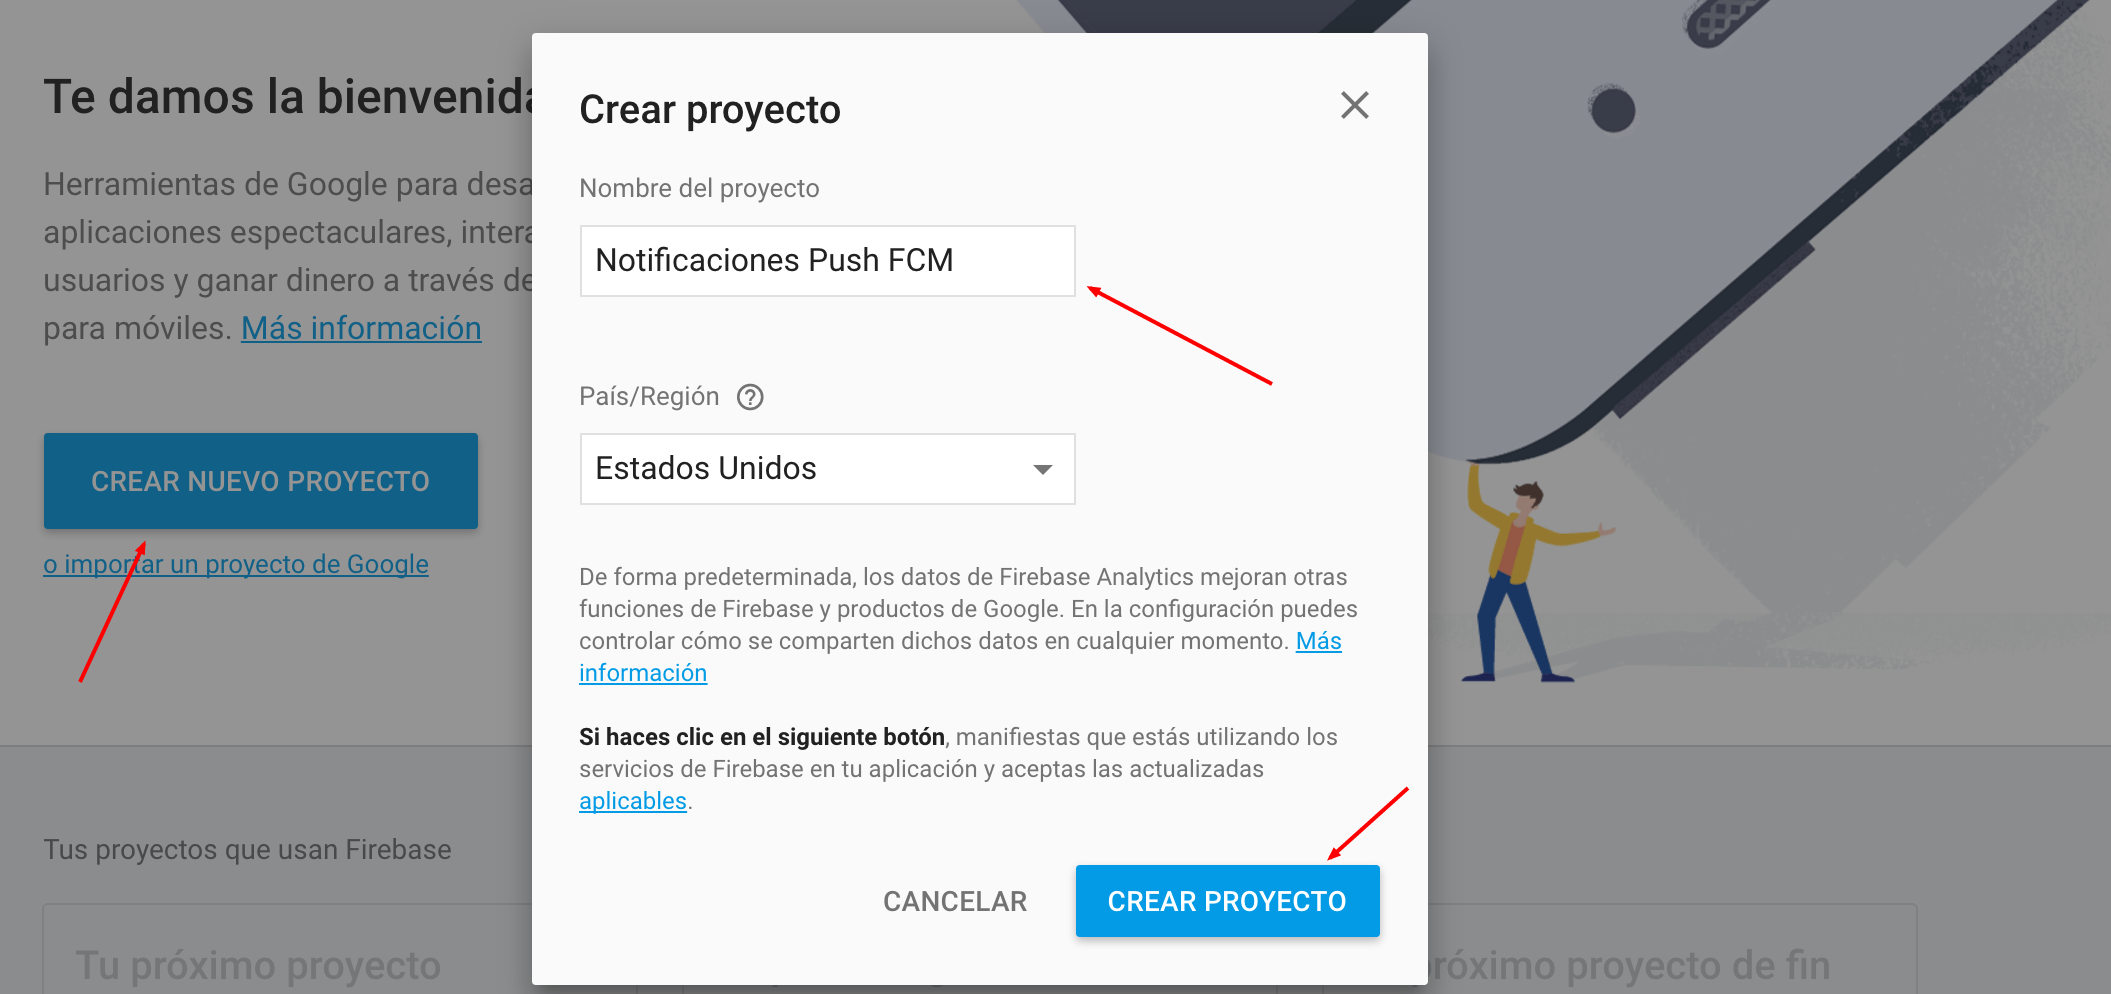 Te damos la bienvenida
Herramientas de Google para desa
aplicaciones espectaculares, intera
usuarios y ganar dinero a través de
para móviles. Más información
CREAR NUEVO PROYECTO
o importar un proyecto de Google
Tus proyectos que usan Firebase
Tu próximo proyecto
Crear proyecto
Nombre del proyecto
Notificaciones Push FCM
País/Región
Estados Unidos
De forma predeterminada, los datos de Firebase Analytics mejoran otras
funciones de Firebase y productos de Google. En la configuración puedes
controlar cómo se comparten dichos datos en cualquier momento. Más
información
Si haces clic en el siguiente botón, manifiestas que estás utilizando los
servicios de Firebase en tu aplicación y aceptas las actualizadas
aplicables.
CANCELAR
CREAR PROYECTO
próximo proyecto de fin